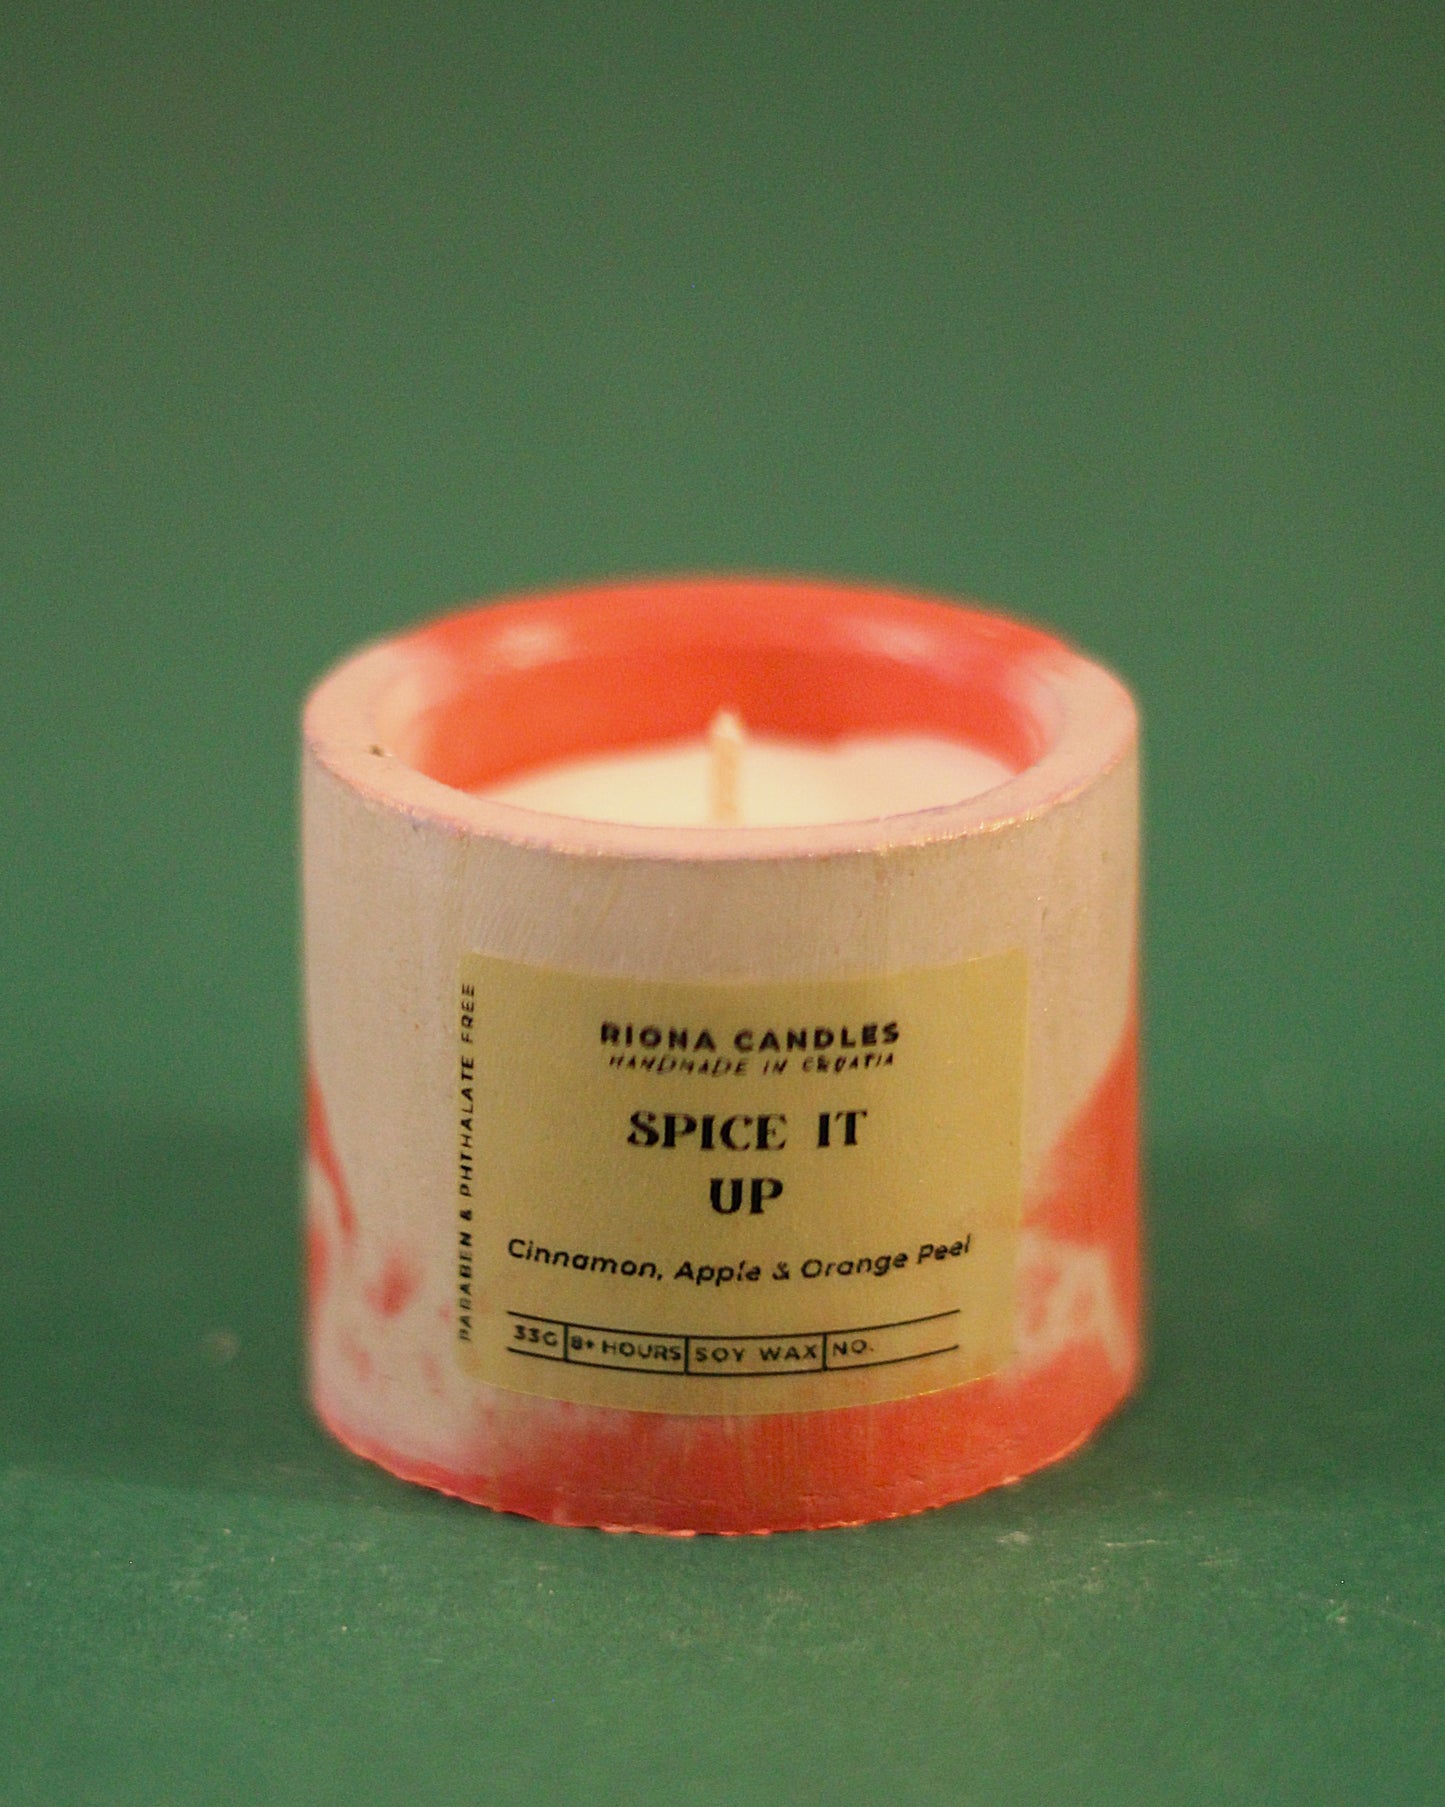 RIONA CANDLES
HANDMADE IN CROATIA
SPICE IT
UP
Cinnamon, Apple & Orange Peel
33G 8+ HOURS SOY WAX NO.
PARABEN & PHTHALATE FREE